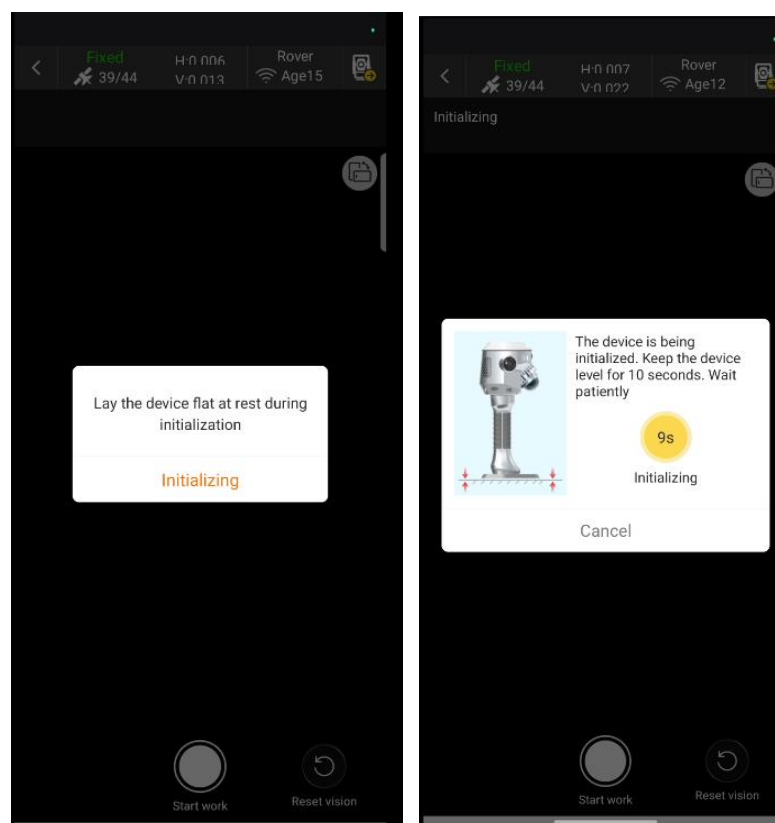 Fixed
39/44
H:0.006
V:0.013
Rover
Age15
Lay the device flat at rest during
initialization
Initializing
Start work
Reset vision
Fixed
39/44
H:0.007
V:0.022
Rover
Age12
Initializing
The device is being
initialized. Keep the device
level for 10 seconds. Wait
patiently
9s
Initializing
Cancel
Start work
Reset vision